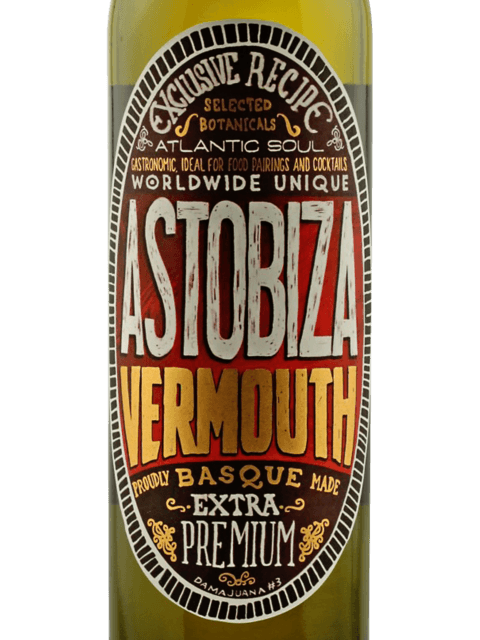 EXCLUSIVE RECIPE
SELECTED
BOTANICALS
ATLANTIC SOUL
GASTRONOMIC, IDEAL FOR FOOD PAIRINGS AND COCKTAILS
WORLDWIDE UNIQUE
ASTOBIZA
VERMOUTH
PROUDLY BASQUE MADE
EXTRA
PREMIUM
DAMAJUANA #3